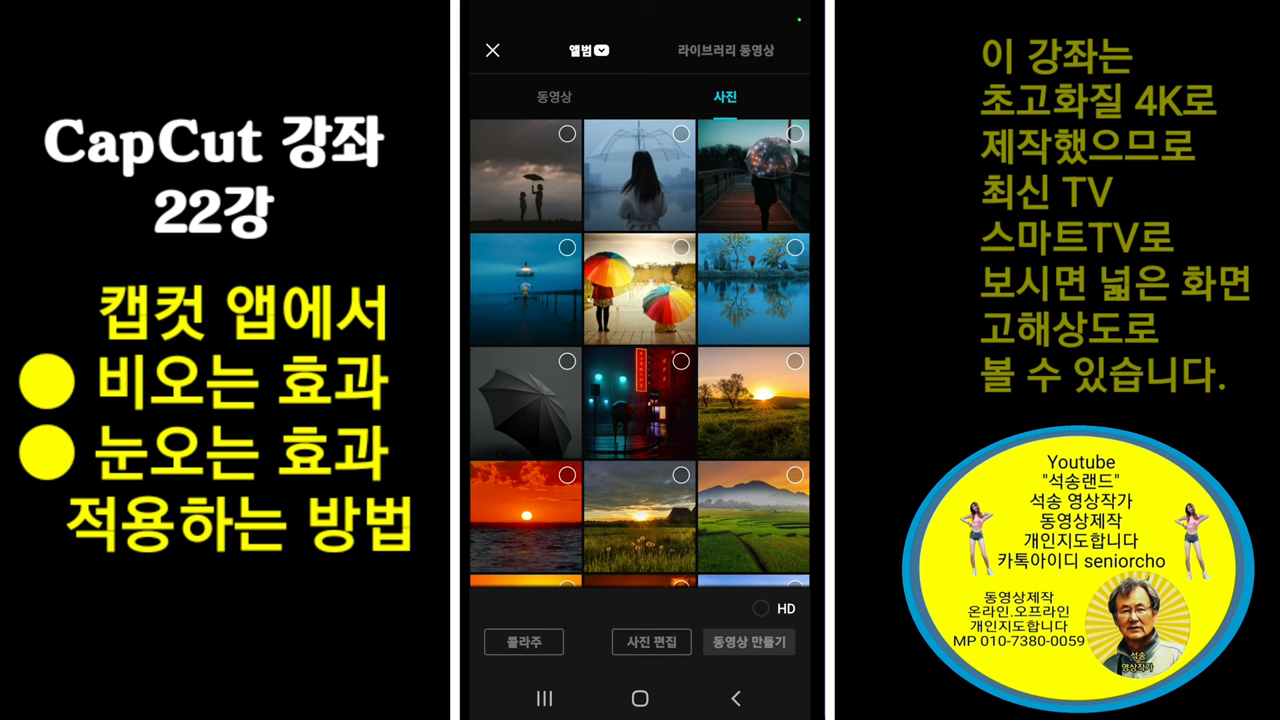 CapCut 강좌
22강
캡컷 앱에서
비오는 효과
눈오는 효과
적용하는 방법
앨범
라이브러리 동영상
동영상
사진
HD
콜라주
사진 편집
동영상 만들기
이 강좌는
초고화질 4K로
제작했으므로
최신 TV
스마트TV로
보시면 넓은 화면
고해상도로
볼 수 있습니다.
Youtube
"석송랜드"
석송 영상작가
동영상제작
개인지도합니다
카톡아이디 seniorcho
동영상제작
온라인.오프라인
개인지도합니다
MP 010-7380-0059
석송
영상작가